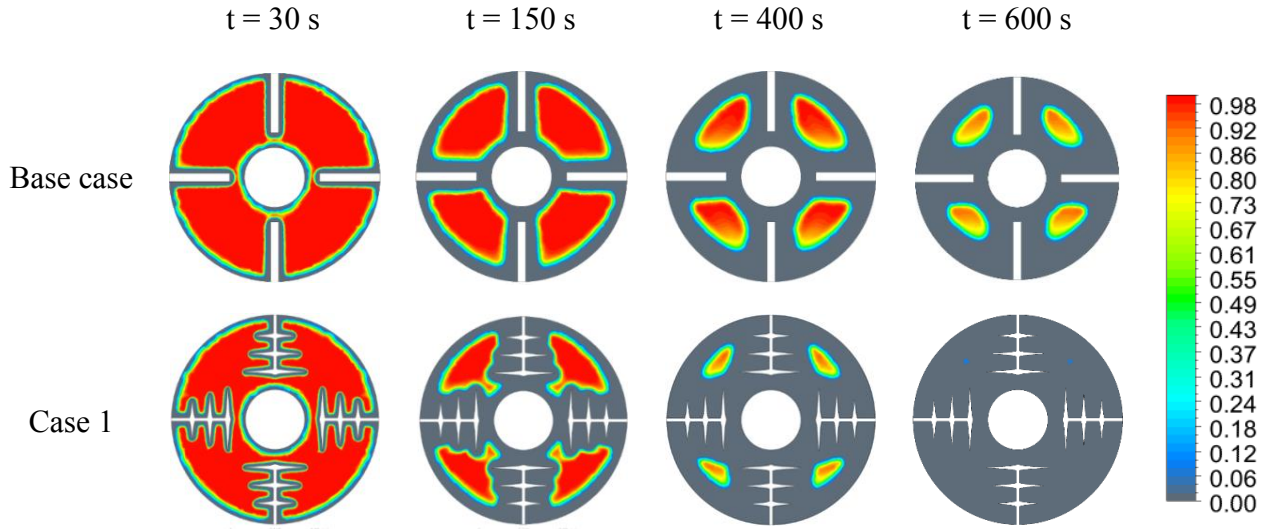 t = 30 s
t = 150 s
t = 400 s
t = 600 s
Base case
Case 1
0.98
0.92
0.86
0.80
0.73
0.67
0.61
0.55
0.49
0.43
0.37
0.31
0.24
0.18
0.12
0.06
0.00